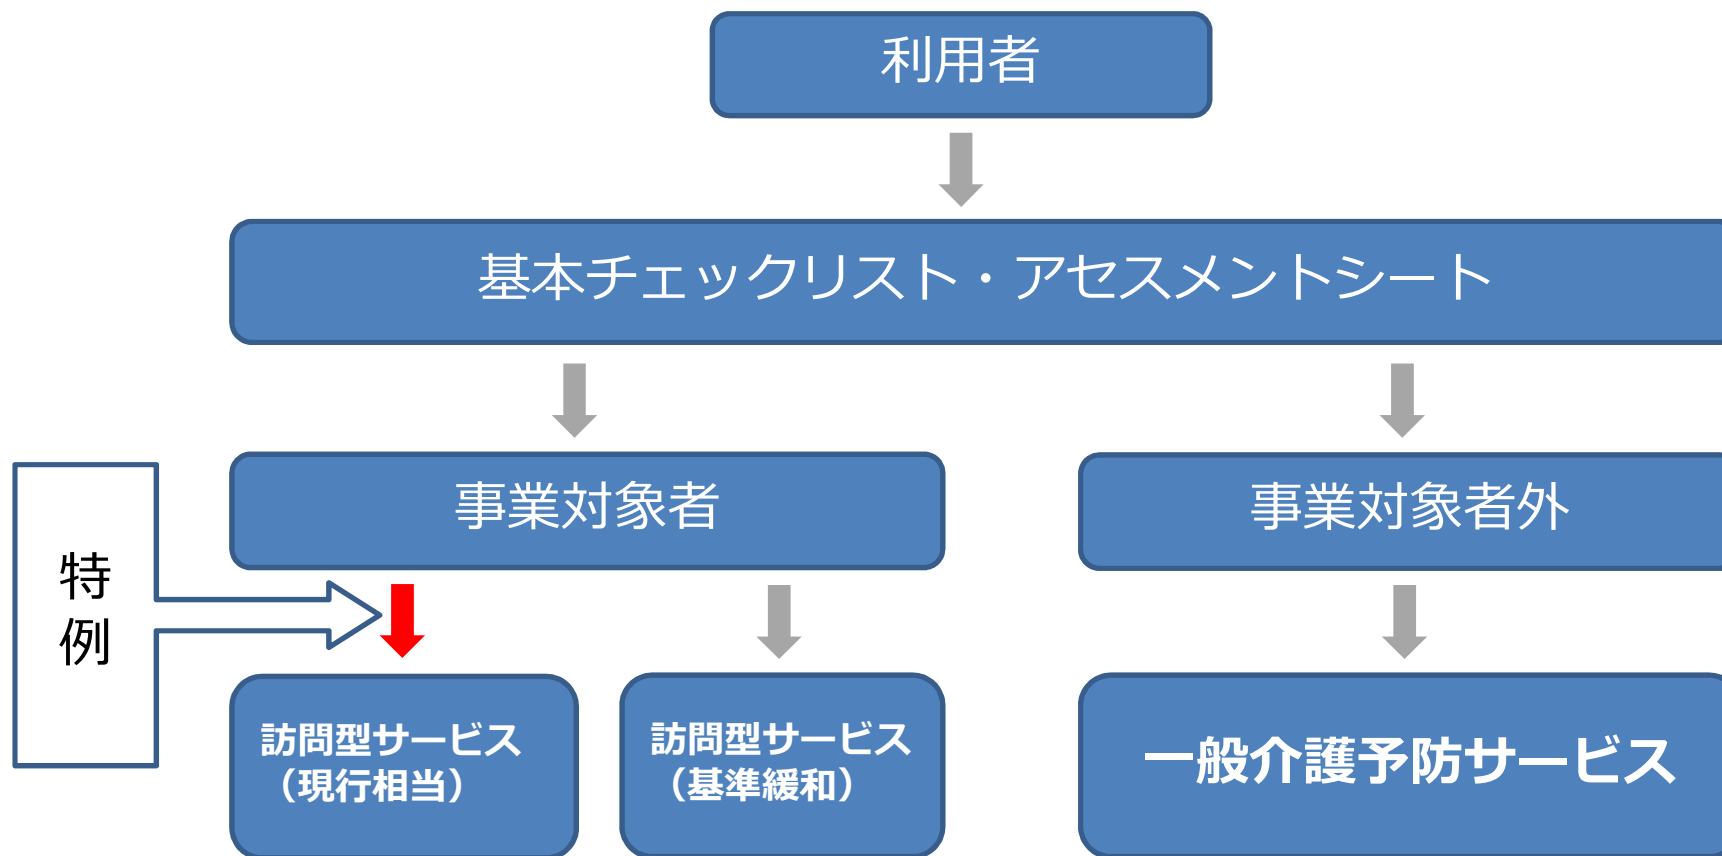 利用者
基本チェックリスト・アセスメントシート
事業対象者
事業対象者外
特
例
訪問型サービス
（現行相当）
訪問型サービス
（基準緩和）
一般介護予防サービス